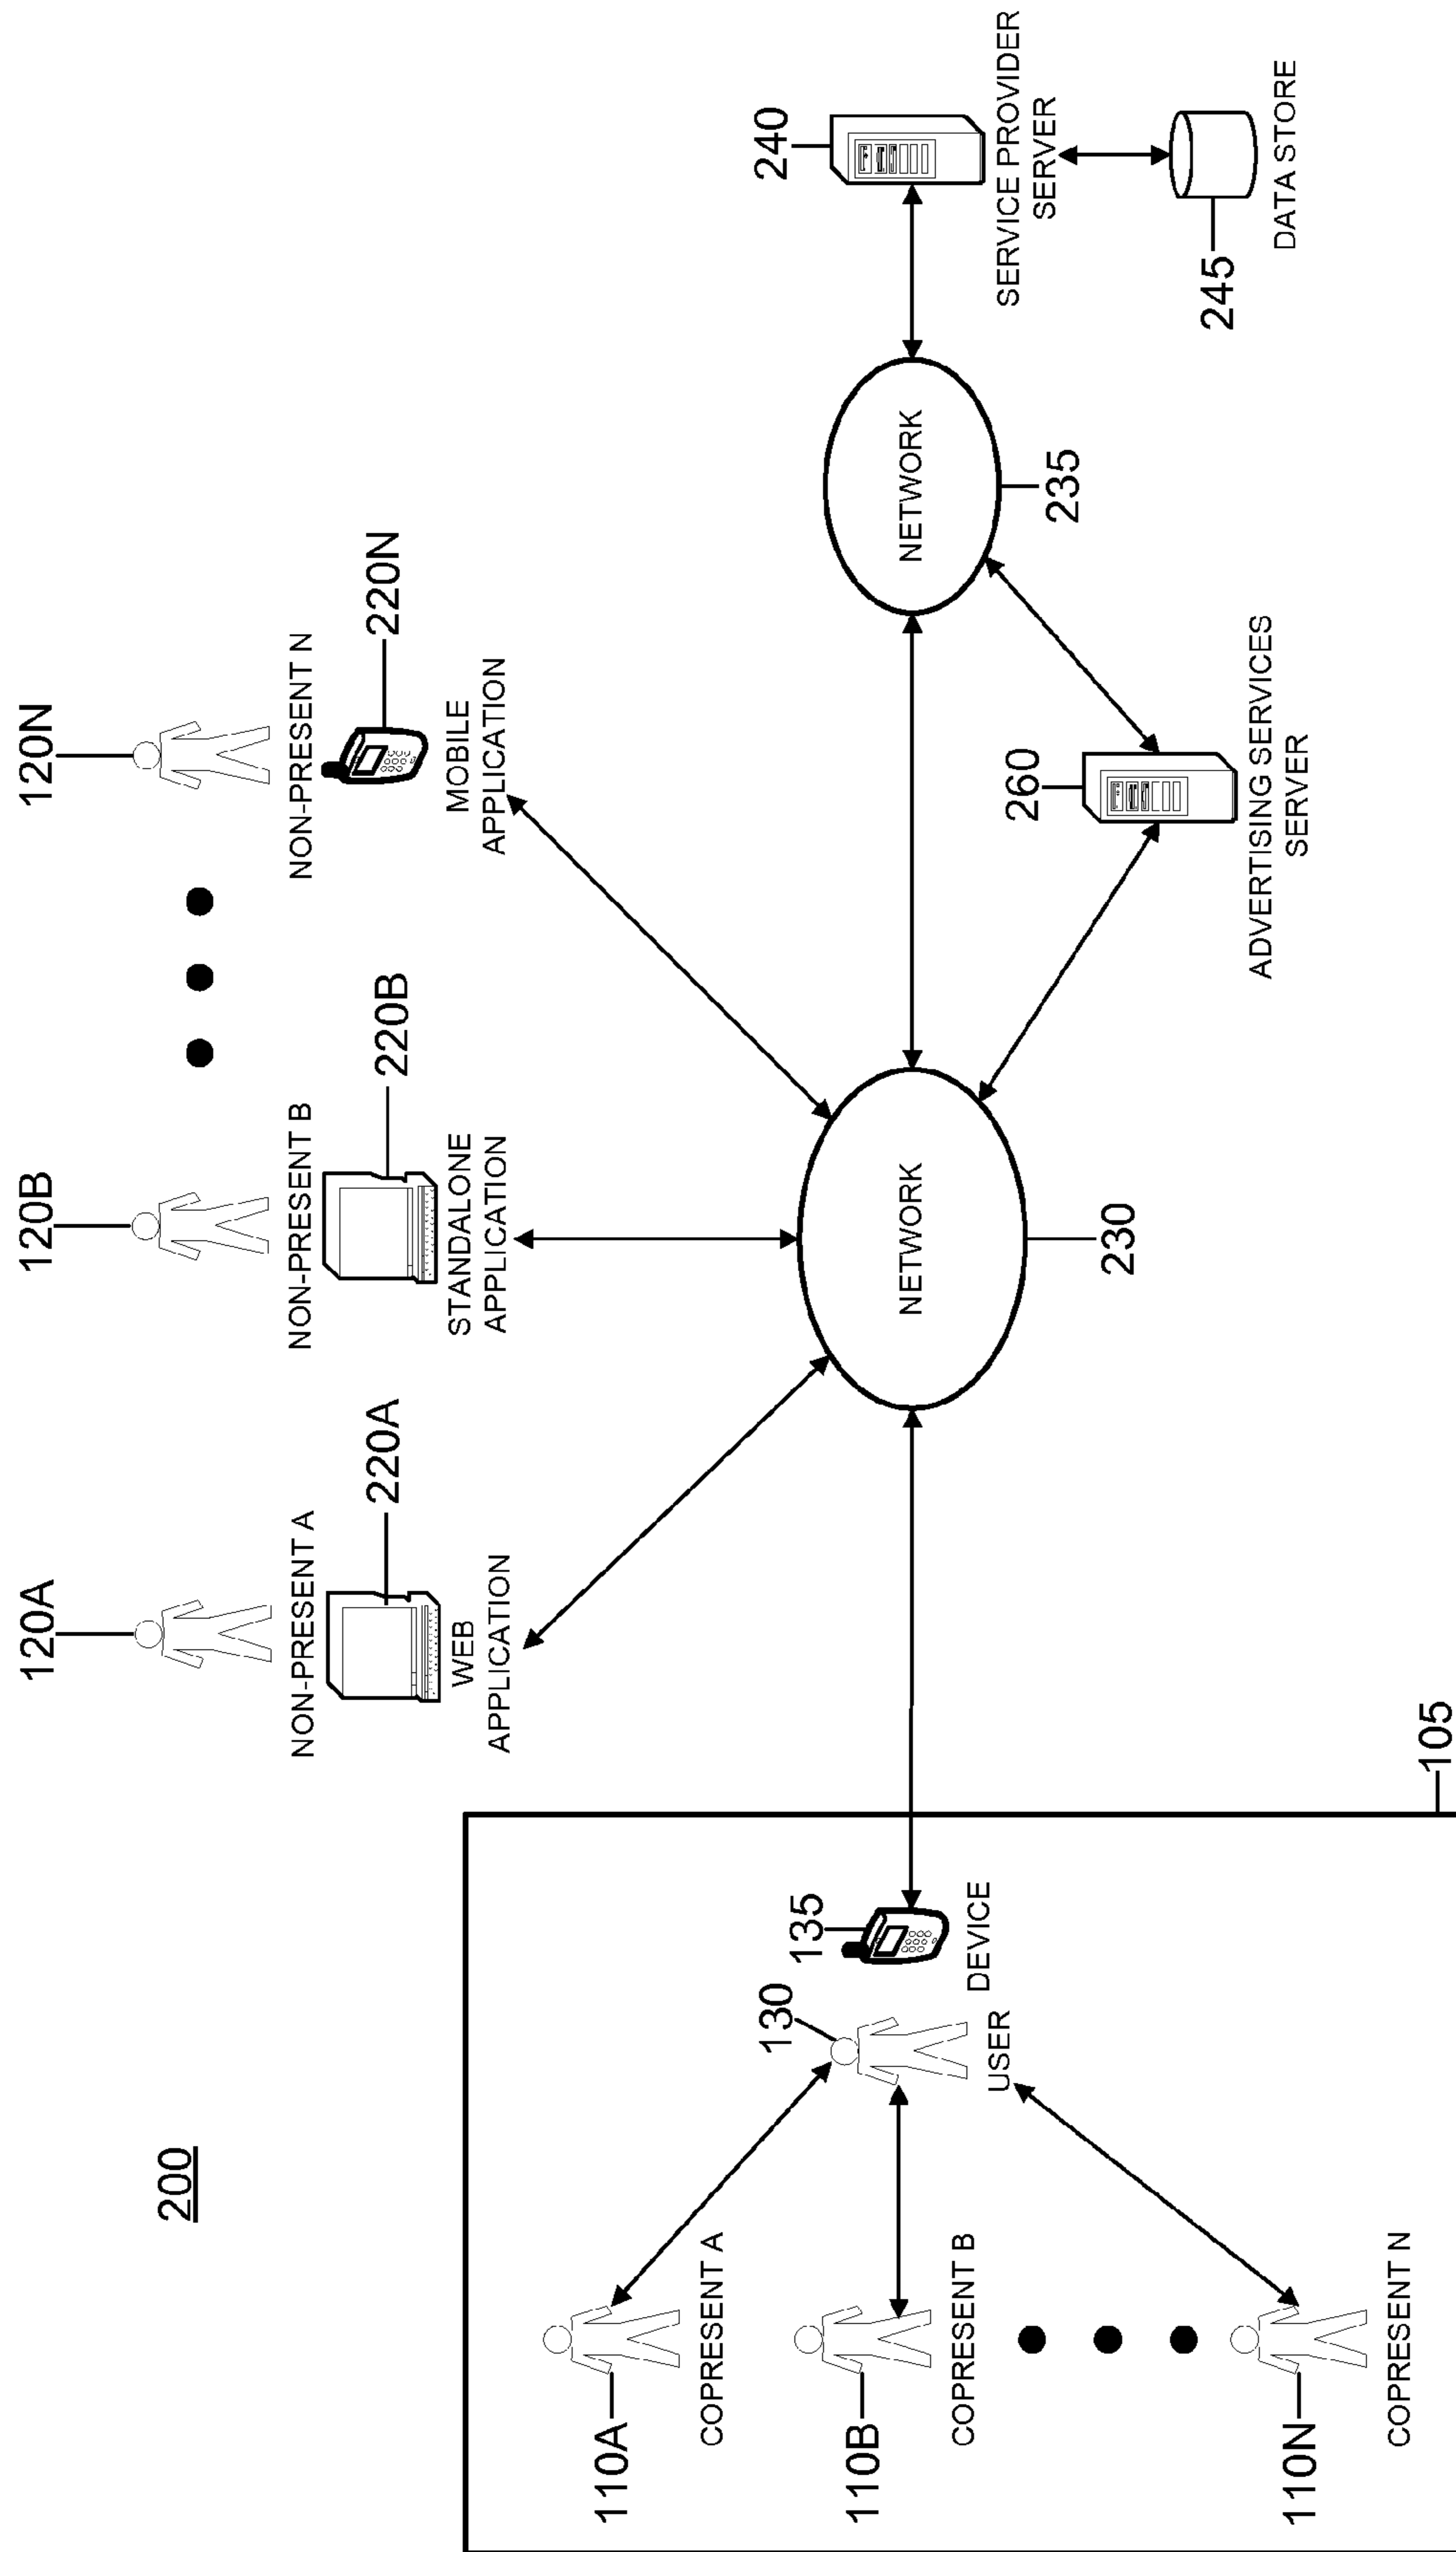 200
120A
120B
120N
NON-PRESENT A
NON-PRESENT B
NON-PRESENT N
220A
220B
220N
WEB
APPLICATION
STANDALONE
APPLICATION
MOBILE
APPLICATION
110A
COPRESENT A
110B
COPRESENT B
110N
COPRESENT N
130
USER
135
DEVICE
105
NETWORK
230
NETWORK
235
240
SERVICE PROVIDER
SERVER
245
DATA STORE
260
ADVERTISING SERVICES
SERVER